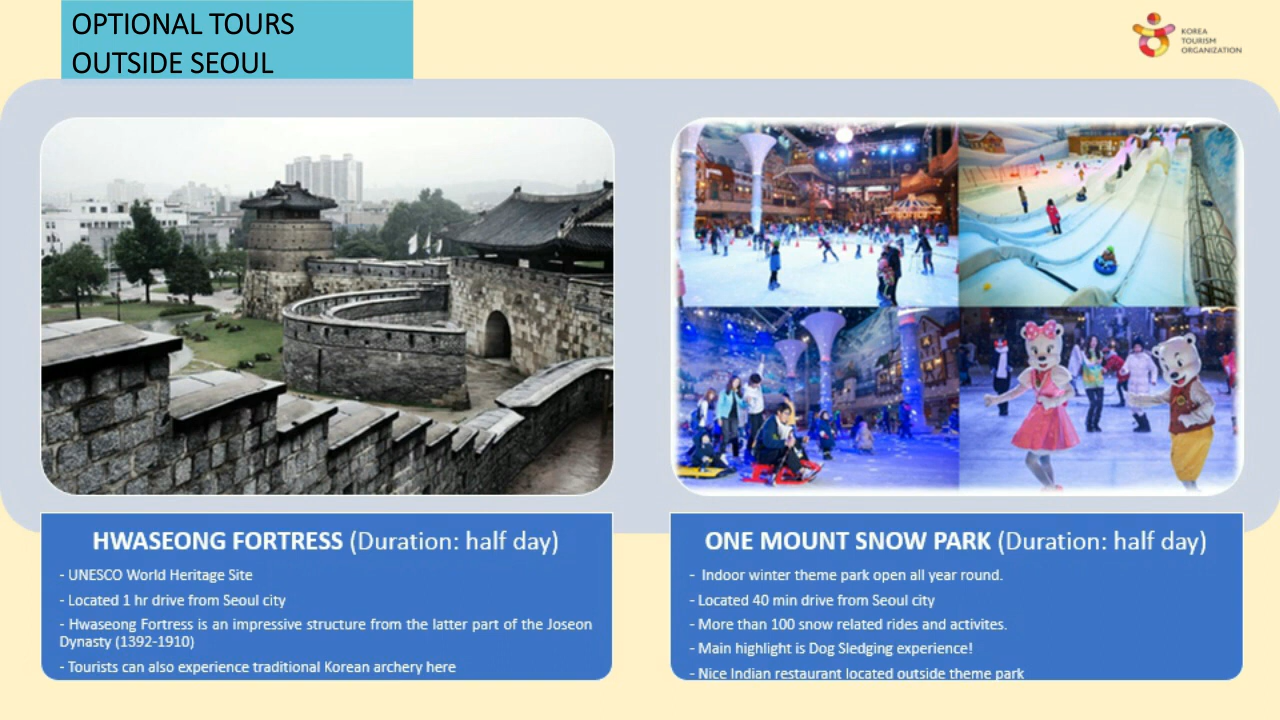 OPTIONAL TOURS
OUTSIDE SEOUL
KOREA
TOURISM
ORGANIZATION
HWASEONG FORTRESS (Duration: half day)
- UNESCO World Heritage Site
- Located 1 hr drive from Seoul city
- Hwaseong Fortress is an impressive structure from the latter part of the Joseon
Dynasty (1392-1910)
- Tourists can also experience traditional Korean archery here
ONE MOUNT SNOW PARK (Duration: half day)
- Indoor winter theme park open all year round.
- Located 40 min drive from Seoul city
- More than 100 snow related rides and activites.
- Main highlight is Dog Sledging experience!
- Nice Indian restaurant located outside theme park